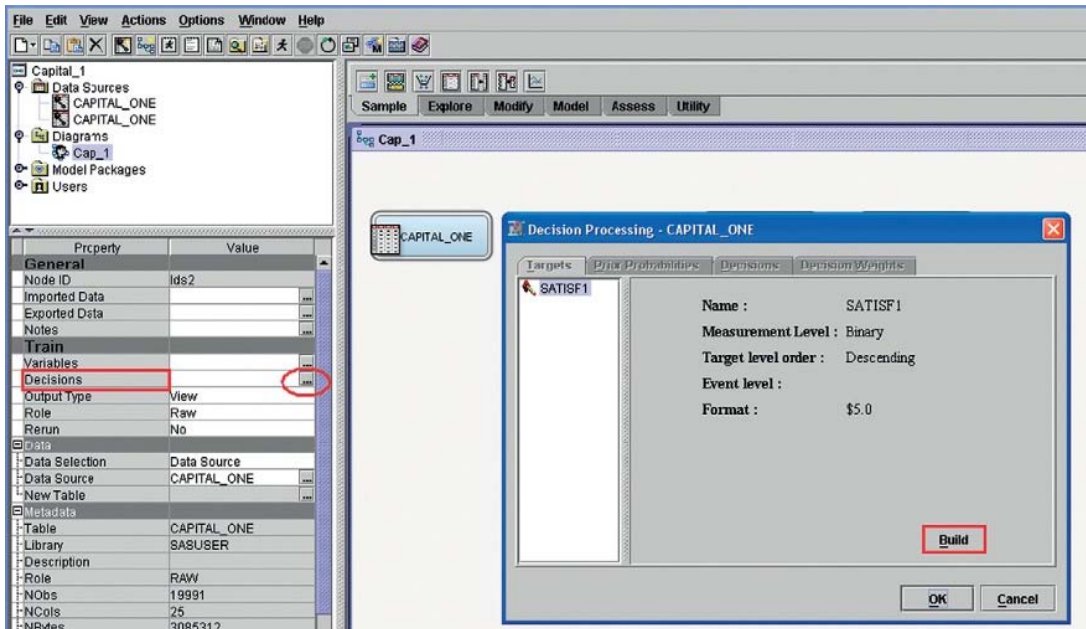 File Edit View Actions Options Window Help
Capital_1
Data Sources
CAPITAL_ONE
CAPITAL_ONE
Diagrams
Cap_1
Model Packages
Users
Property Value
General
Node ID Ids2
Imported Data ...
Exported Data ...
Notes ...
Train
Variables ...
Decisions ...
Output Type View
Role Raw
Rerun No
Data
Data Selection Data Source
Data Source CAPITAL_ONE ...
New Table ...
Metadata
Table CAPITAL_ONE
Library SASUSER
Description
Role RAW
NObs 19991
NCols 25
NBytes 3085312
Sample Explore Modify Model Assess Utility
Cap_1
CAPITAL_ONE
Decision Processing - CAPITAL_ONE
Targets Prior Probabilities Decisions Decision Weights
SATISF1
Name : SATISF1
Measurement Level : Binary
Target level order : Descending
Event level :
Format : $5.0
Build
OK Cancel